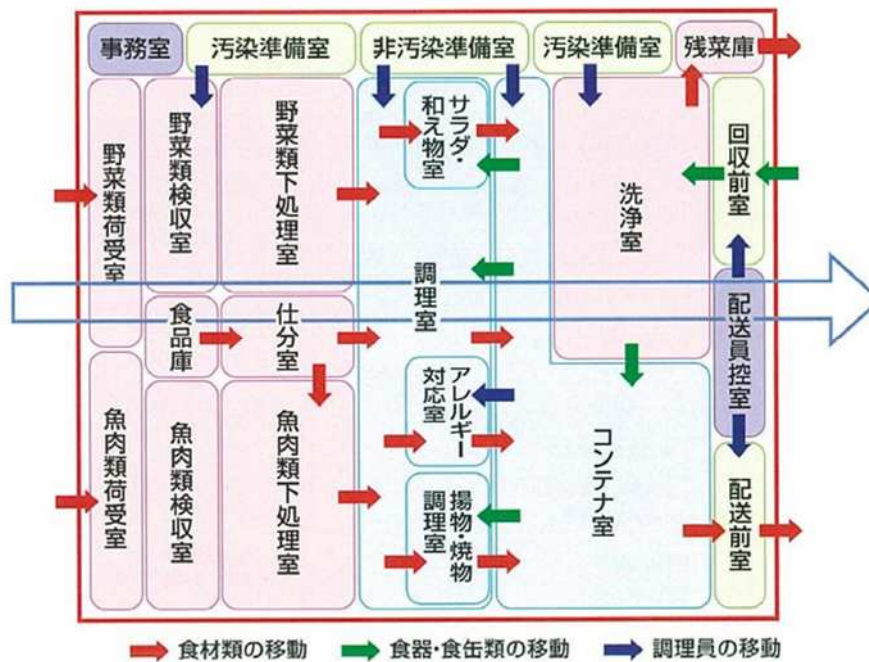 事務室
汚染準備室
非汚染準備室
汚染準備室
残菜庫
野菜類荷受室
野菜類検収室
野菜類下処理室
サラダ・
和え物室
洗浄室
回収前室
調理室
食品庫
仕分室
配送員控室
魚肉類荷受室
魚肉類検収室
魚肉類下処理室
アレルギー
対応室
揚物・焼物
調理室
コンテナ室
配送前室
食材類の移動
食器・食缶類の移動
調理員の移動